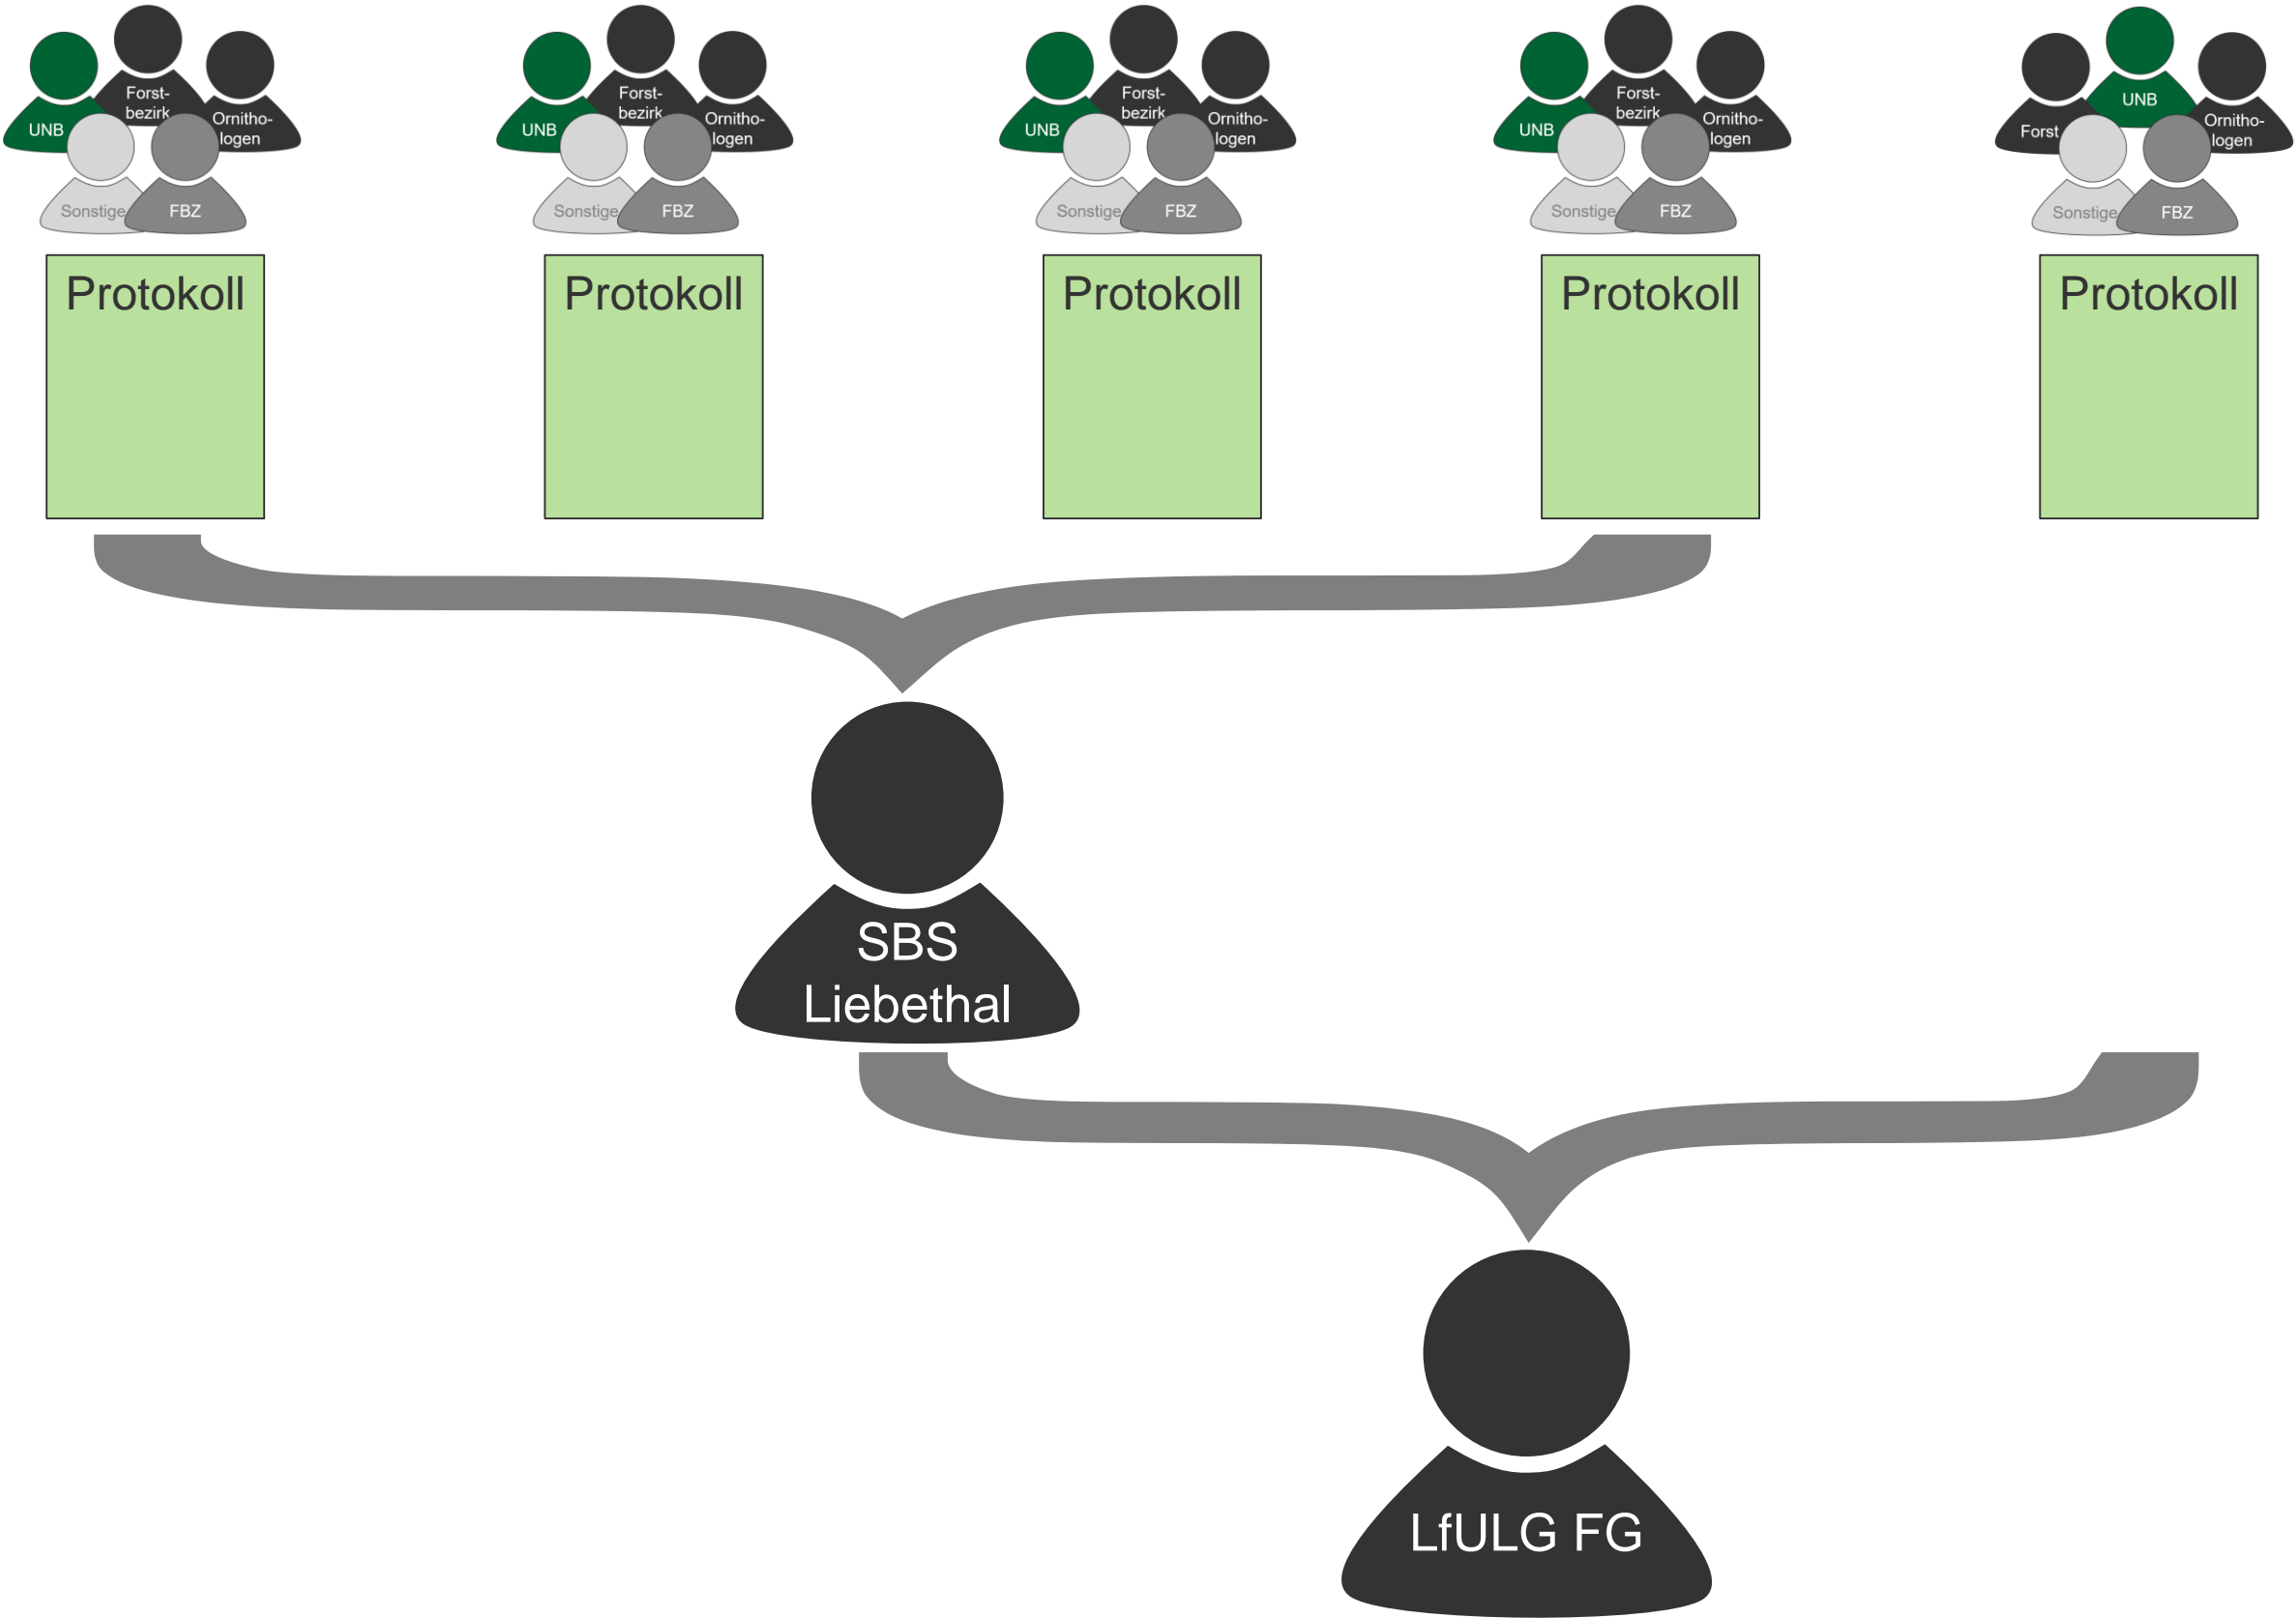 UNB
Forst-
bezirk
Ornitho-
logen
Sonstige
FBZ
UNB
Forst-
bezirk
Ornitho-
logen
Sonstige
FBZ
UNB
Forst-
bezirk
Ornitho-
logen
Sonstige
FBZ
UNB
Forst-
bezirk
Ornitho-
logen
Sonstige
FBZ
Forst
UNB
Ornitho-
logen
Sonstige
FBZ
Protokoll
Protokoll
Protokoll
Protokoll
Protokoll
SBS
Liebethal
LfULG FG